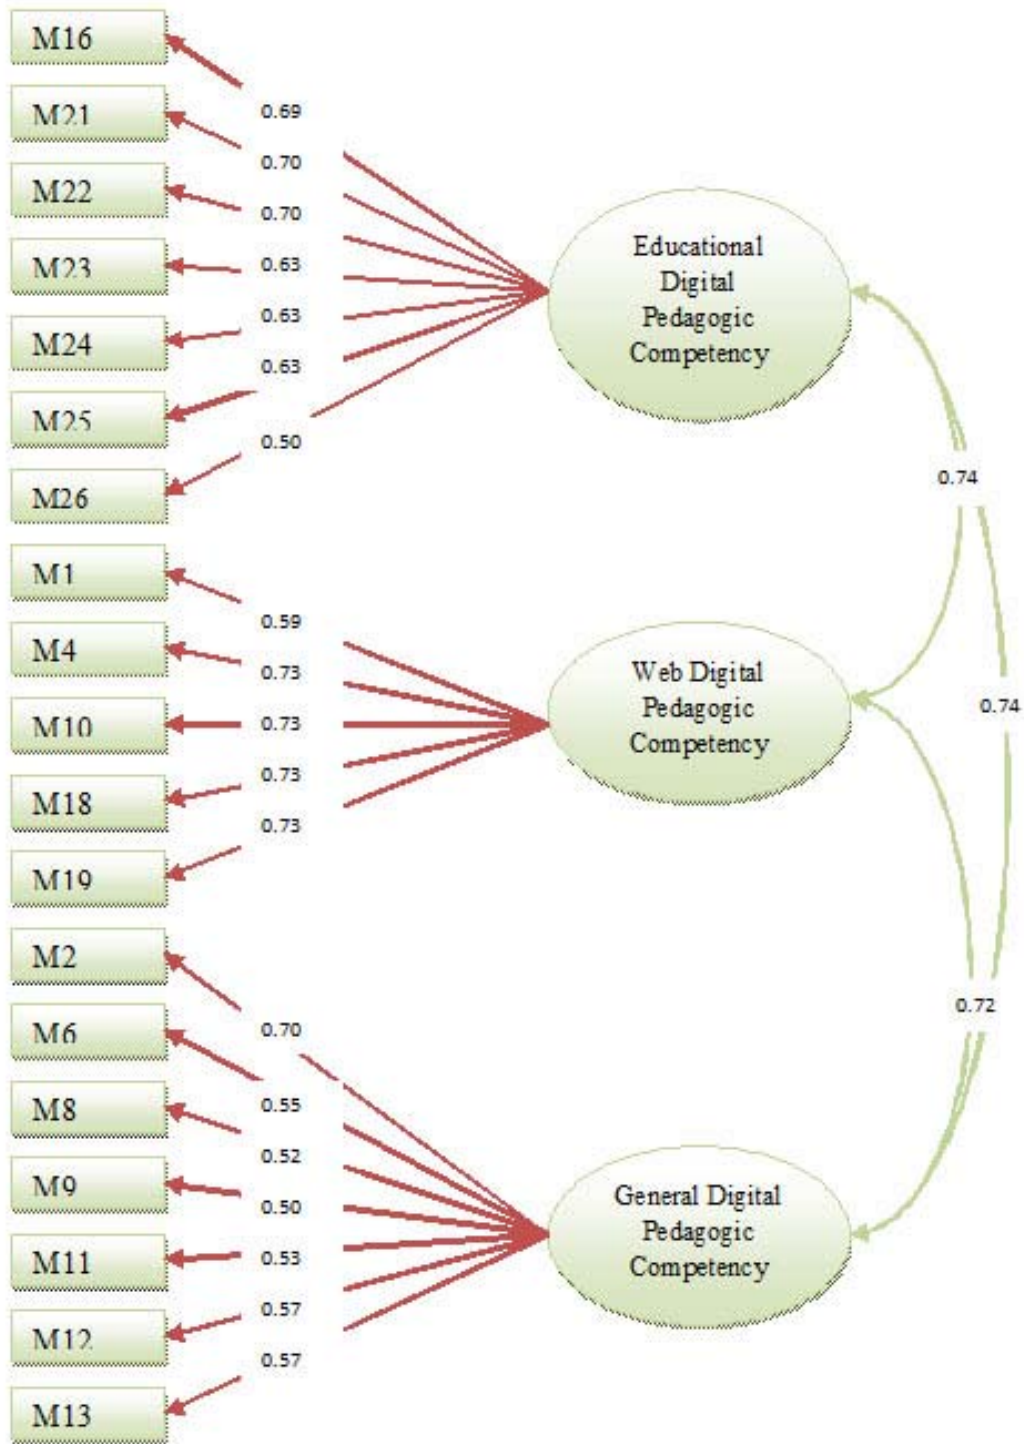 M16
M21
M22
M23
M24
M25
M26
M1
M4
M10
M18
M19
M2
M6
M8
M9
M11
M12
M13
0.69
0.70
0.70
0.63
0.63
0.63
0.50
0.59
0.73
0.73
0.73
0.73
0.70
0.55
0.52
0.50
0.53
0.57
0.57
Educational
Digital
Pedagogic
Competency
Web Digital
Pedagogic
Competency
General Digital
Pedagogic
Competency
0.74
0.74
0.72